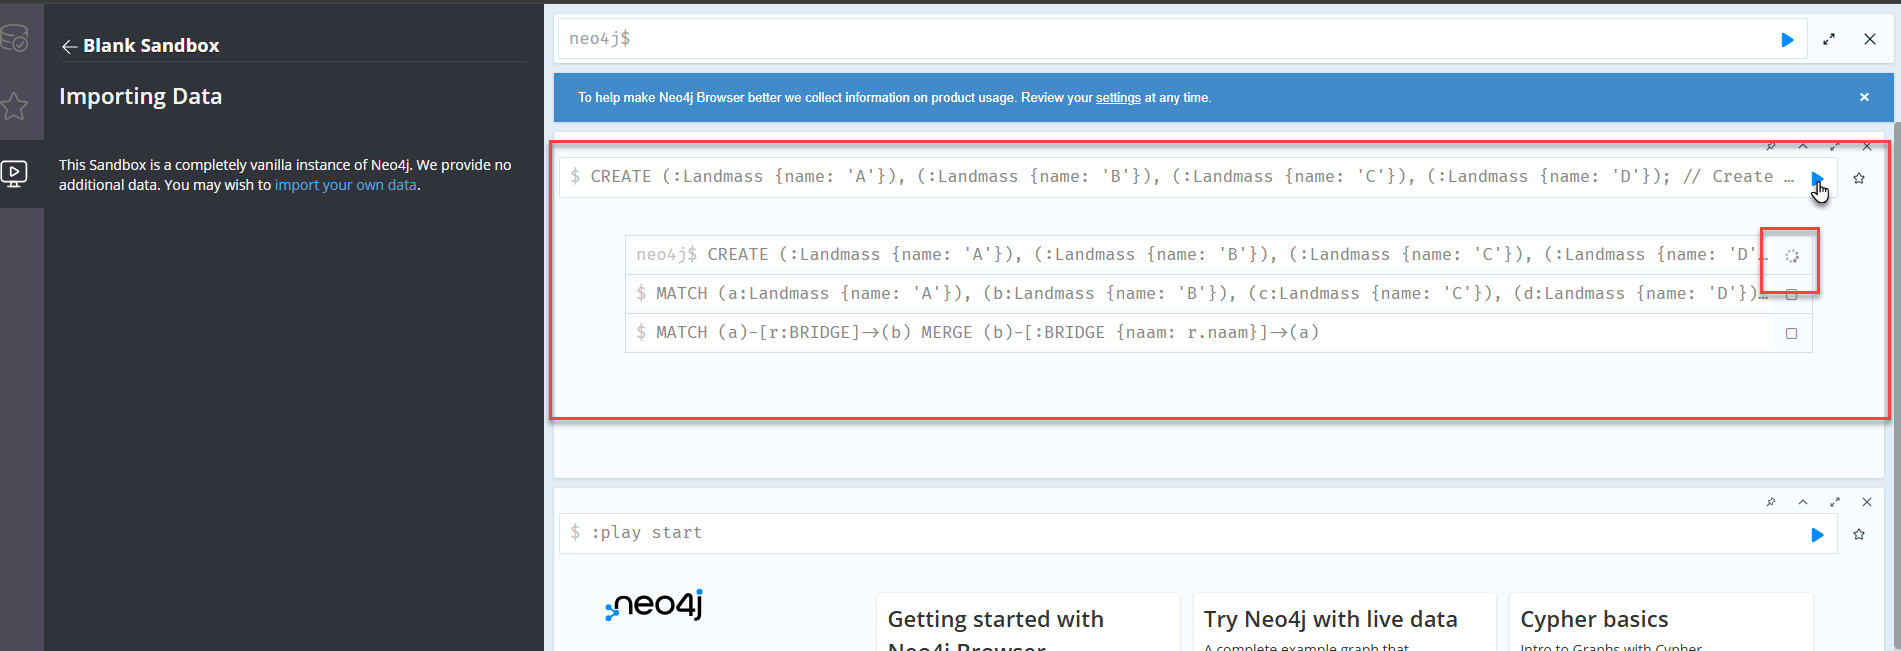 ← Blank Sandbox
Importing Data
This Sandbox is a completely vanilla instance of Neo4j. We provide no
additional data. You may wish to import your own data.
neo4j$
To help make Neo4j Browser better we collect information on product usage. Review your settings at any time.
$ CREATE (:Landmass {name: 'A'}), (:Landmass {name: 'B'}), (:Landmass {name: 'C'}), (:Landmass {name: 'D'}); // Create …
neo4j$ CREATE (:Landmass {name: 'A'}), (:Landmass {name: 'B'}), (:Landmass {name: 'C'}), (:Landmass {name: 'D'…
$ MATCH (a:Landmass {name: 'A'}), (b:Landmass {name: 'B'}), (c:Landmass {name: 'C'}), (d:Landmass {name: 'D'})…
$ MATCH (a)-[r:BRIDGE]→(b) MERGE (b)-[:BRIDGE {naam: r.naam}]→(a)
$ :play start
neo4j
Getting started with
Neo4j Browser
Try Neo4j with live data
A complete example graph that
Cypher basics
Intro to Graphs with Cypher